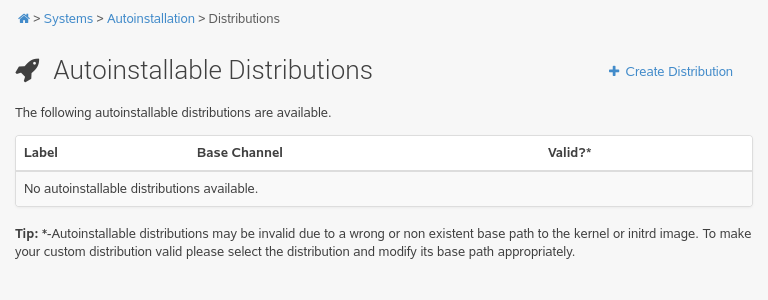 > Systems > Autoinstallation > Distributions
Autoinstallable Distributions
+ Create Distribution
The following autoinstallable distributions are available.
Label Base Channel Valid?*
No autoinstallable distributions available.
Tip: *-Autoinstallable distributions may be invalid due to a wrong or non existent base path to the kernel or initrd image. To make
your custom distribution valid please select the distribution and modify its base path appropriately.